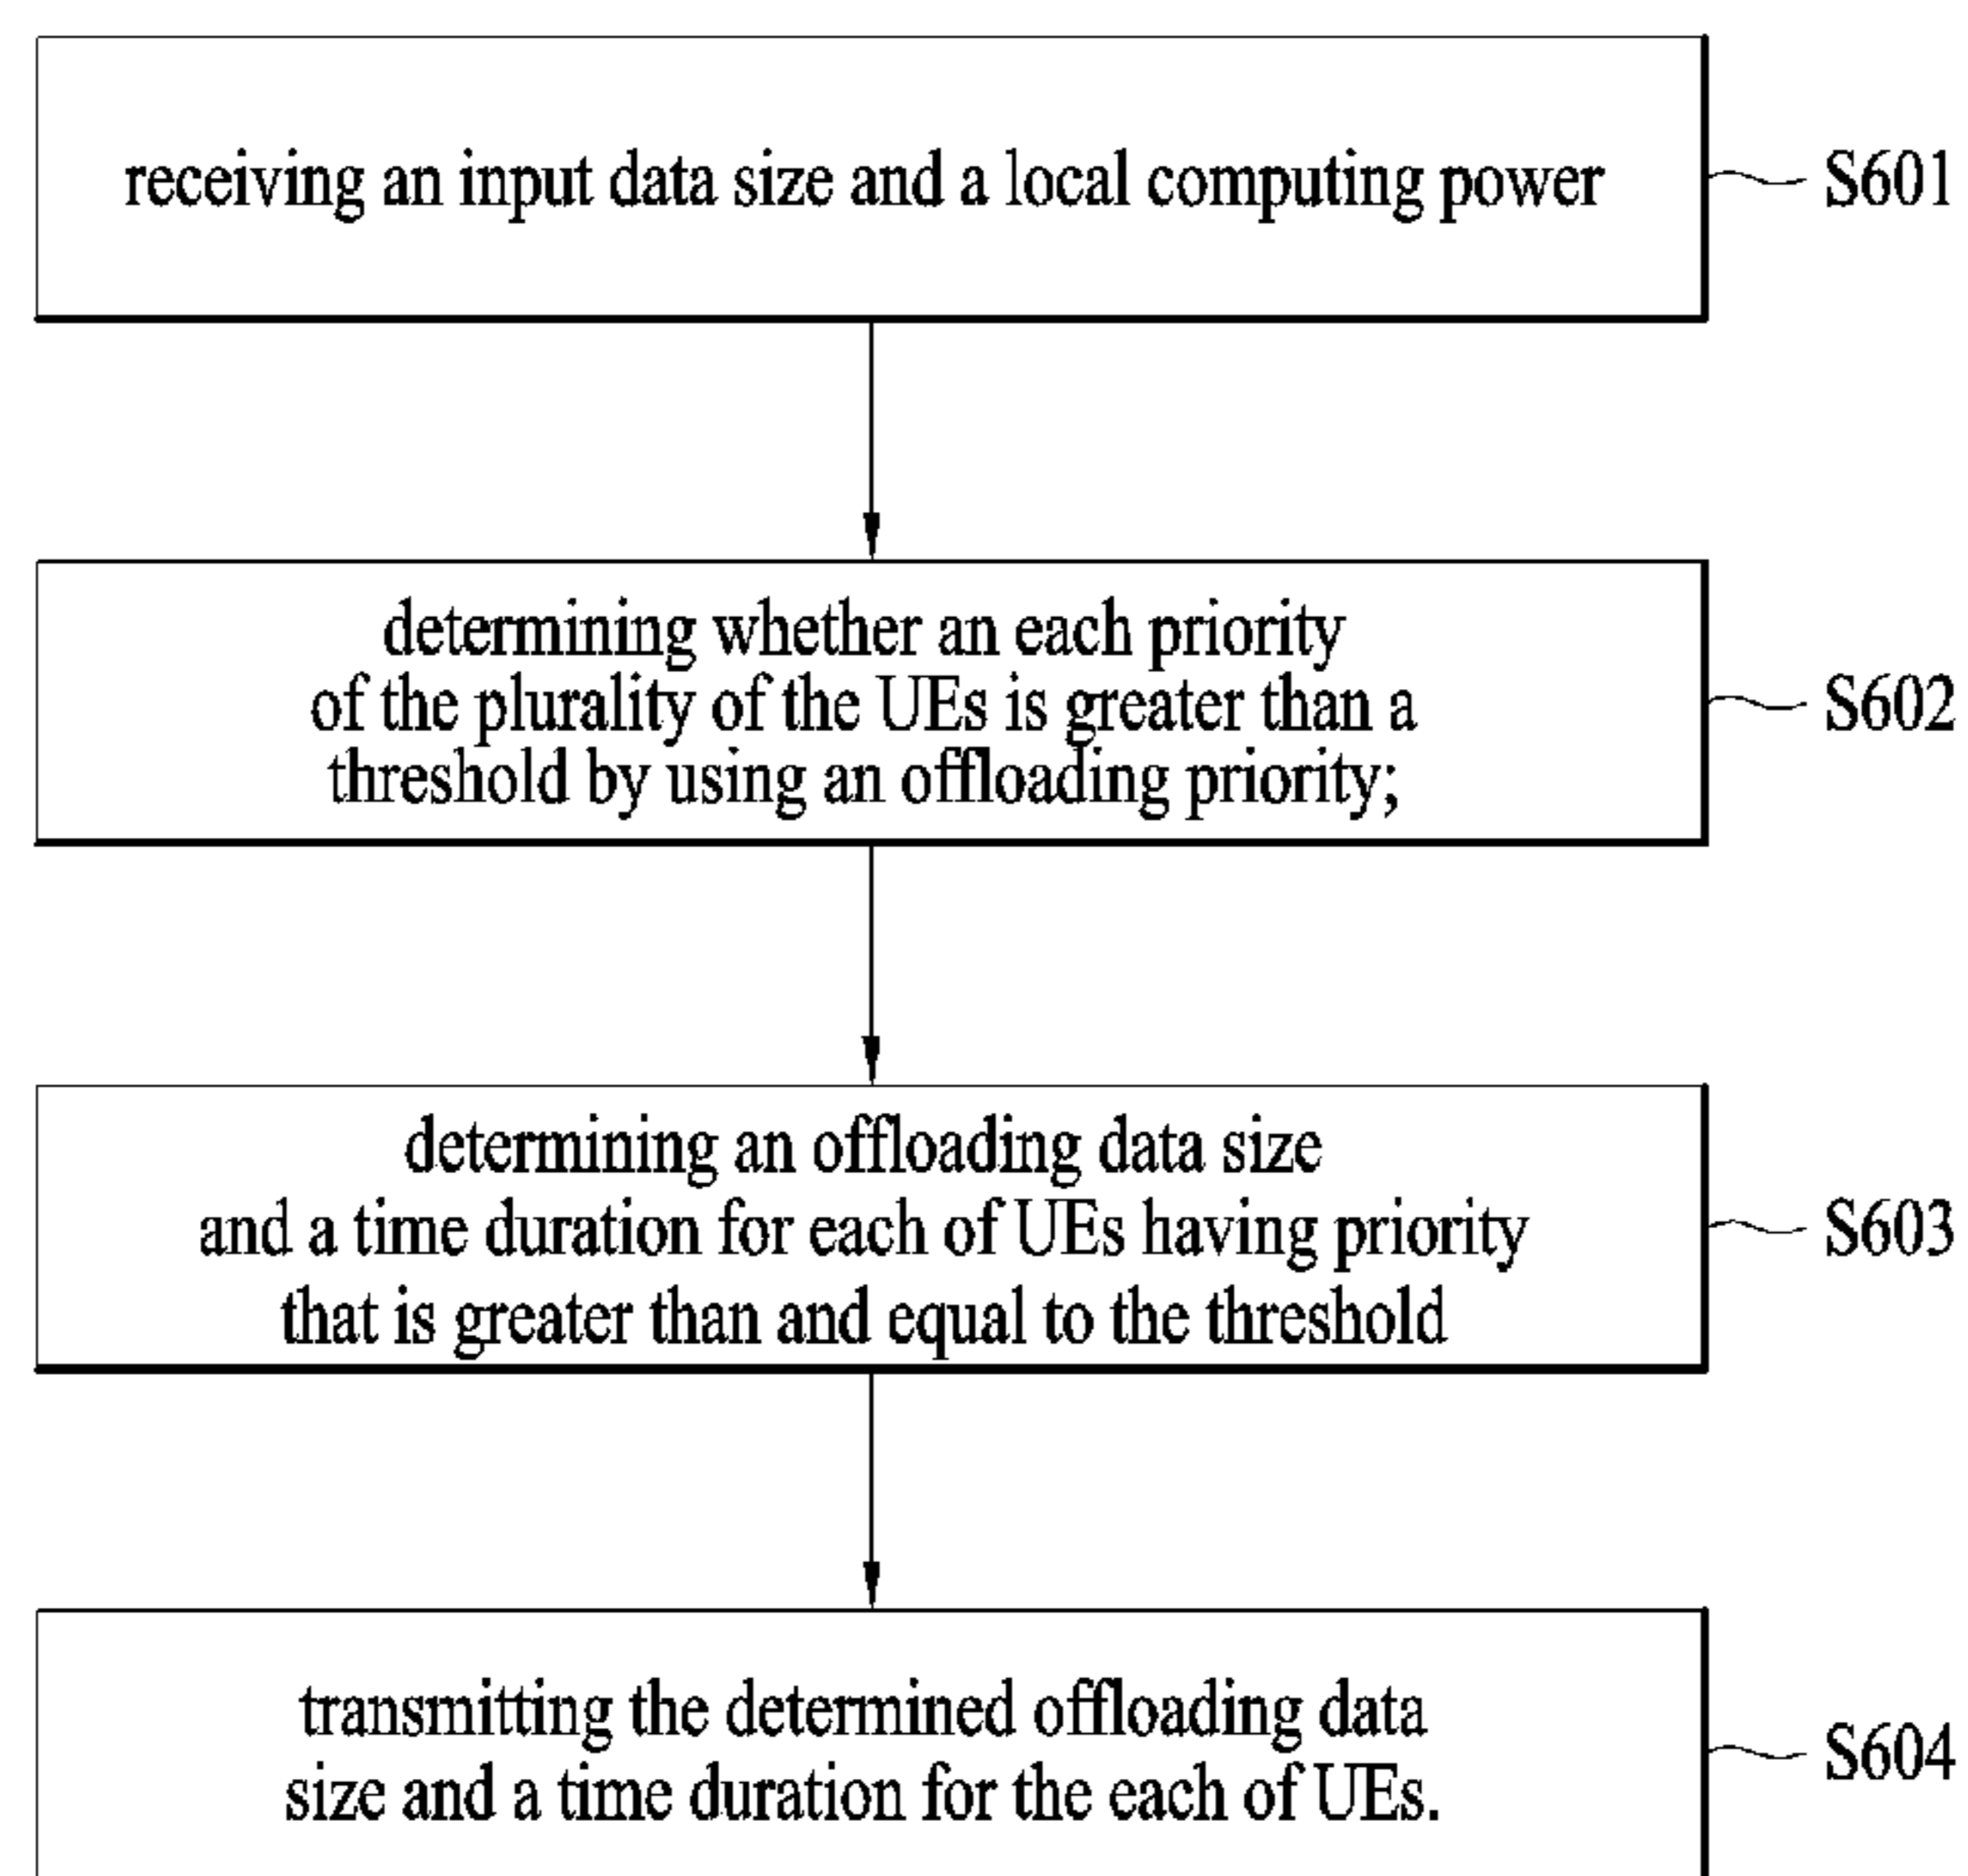 receiving an input data size and a local computing power
S601
determining whether an each priority
of the plurality of the UEs is greater than a
threshold by using an offloading priority;
S602
determining an offloading data size
and a time duration for each of UEs having priority
that is greater than and equal to the threshold
S603
transmitting the determined offloading data
size and a time duration for the each of UEs.
S604